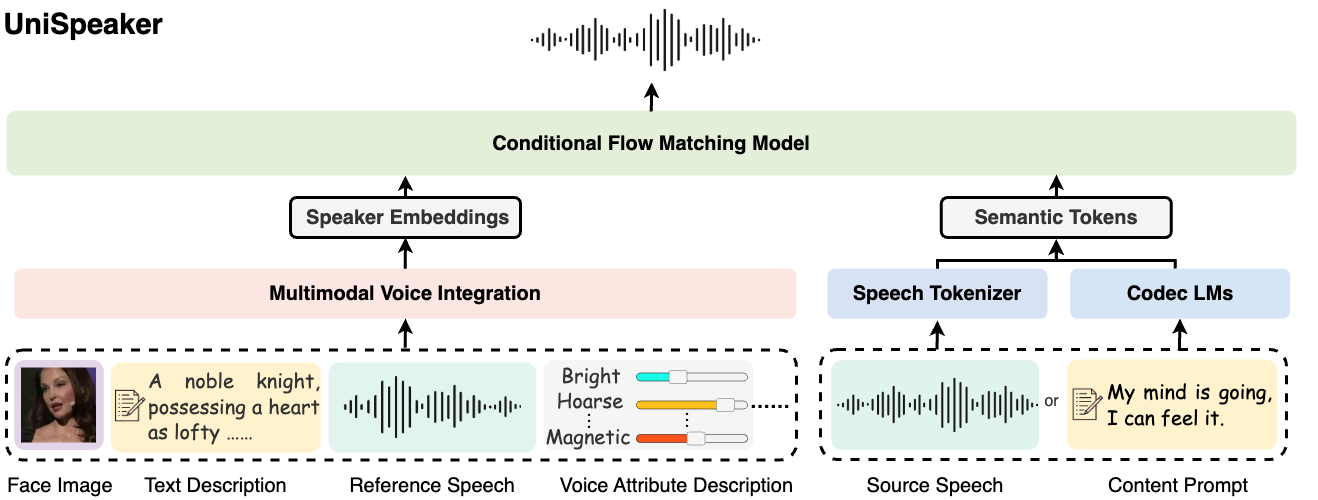 UniSpeaker
Conditional Flow Matching Model
Speaker Embeddings
Semantic Tokens
Multimodal Voice Integration
Speech Tokenizer
Codec LMs
A noble knight,
possessing a heart
as lofty ......
Bright
Hoarse
Magnetic
or
My mind is going,
I can feel it.
Face Image
Text Description
Reference Speech
Voice Attribute Description
Source Speech
Content Prompt